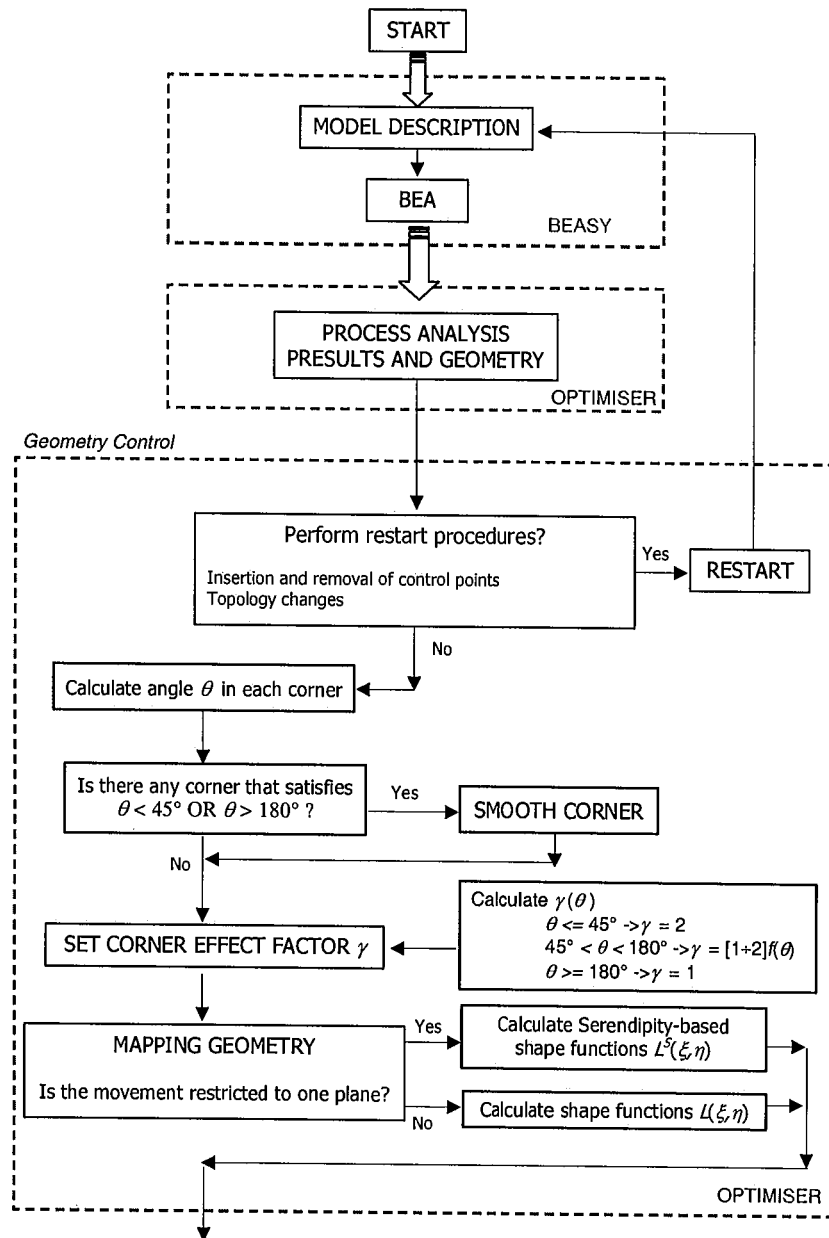 START
MODEL DESCRIPTION
BEA
BEASY
PROCESS ANALYSIS
PRESULTS AND GEOMETRY
OPTIMISER
Geometry Control
Perform restart procedures?
Insertion and removal of control points
Topology changes
Yes
RESTART
No
Calculate angle θ in each corner
Is there any corner that satisfies
θ < 45° OR θ > 180° ?
Yes
SMOOTH CORNER
No
Calculate γ(θ)
θ <= 45° ->γ = 2
45° < θ < 180° ->γ = [1÷2]f(θ)
θ >= 180° ->γ = 1
SET CORNER EFFECT FACTOR γ
MAPPING GEOMETRY
Is the movement restricted to one plane?
Yes
Calculate Serendipity-based
shape functions L^S(ξ,η)
No
Calculate shape functions L(ξ,η)
OPTIMISER